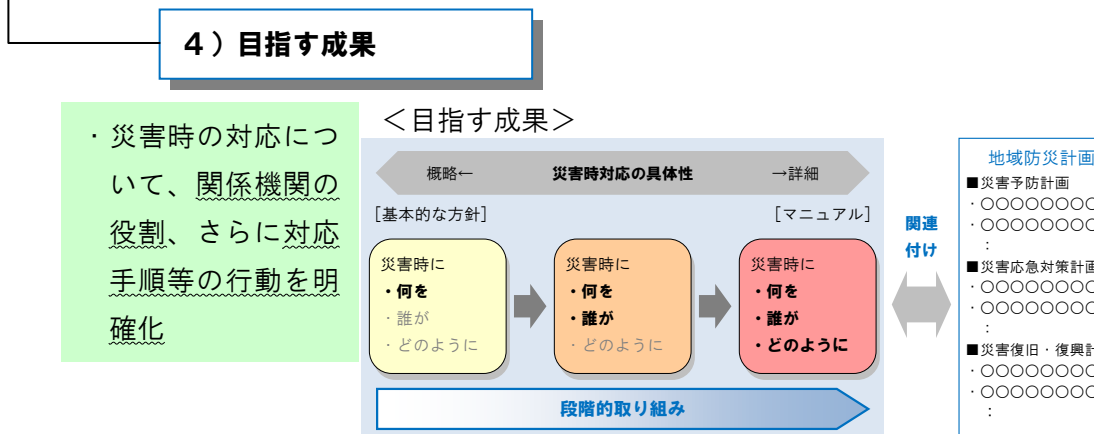 ４）目指す成果
・災害時の対応につ
いて、関係機関の
役割、さらに対応
手順等の行動を明
確化
＜目指す成果＞
概略← 災害時対応の具体性 →詳細
［基本的な方針］ ［マニュアル］
災害時に
・何を
・誰が
・どのように
災害時に
・何を
・誰が
・どのように
災害時に
・何を
・誰が
・どのように
段階的取り組み
関連
付け
地域防災計画
■災害予防計画
・〇〇〇〇〇〇〇〇
・〇〇〇〇〇〇〇〇
：
■災害応急対策計画
・〇〇〇〇〇〇〇〇
・〇〇〇〇〇〇〇〇
：
■災害復旧・復興計
・〇〇〇〇〇〇〇〇
・〇〇〇〇〇〇〇〇
：